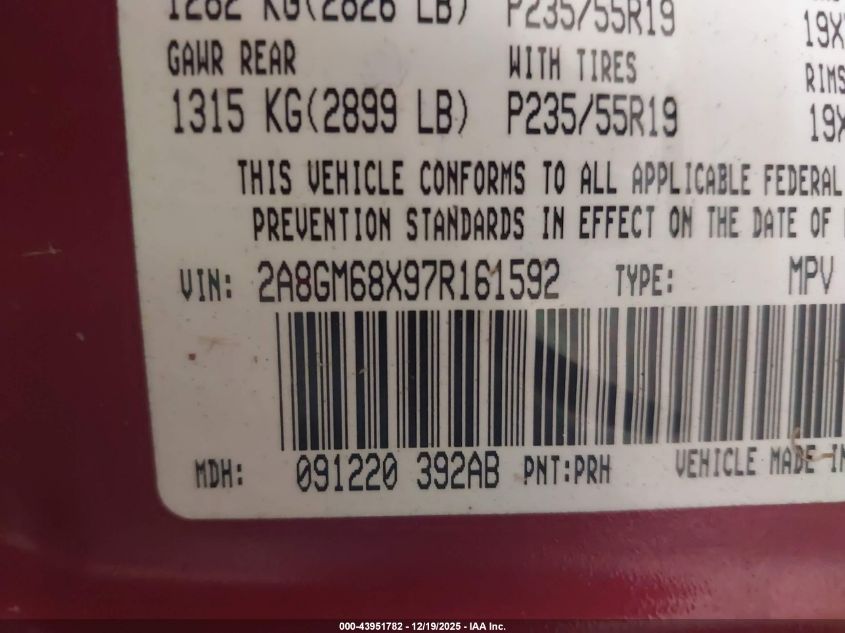 1282 KG(2826 LB) P235/55R19
GAWR REAR WITH TIRES RIMS
1315 KG(2899 LB) P235/55R19 19X
THIS VEHICLE CONFORMS TO ALL APPLICABLE FEDERAL
PREVENTION STANDARDS IN EFFECT ON THE DATE OF
VIN: 2A8GM68X97R161592 TYPE: MPV
MDH: 091220 392AB PNT:PRH VEHICLE MADE IN
000-43951782 - 12/19/2025 - IAA Inc.